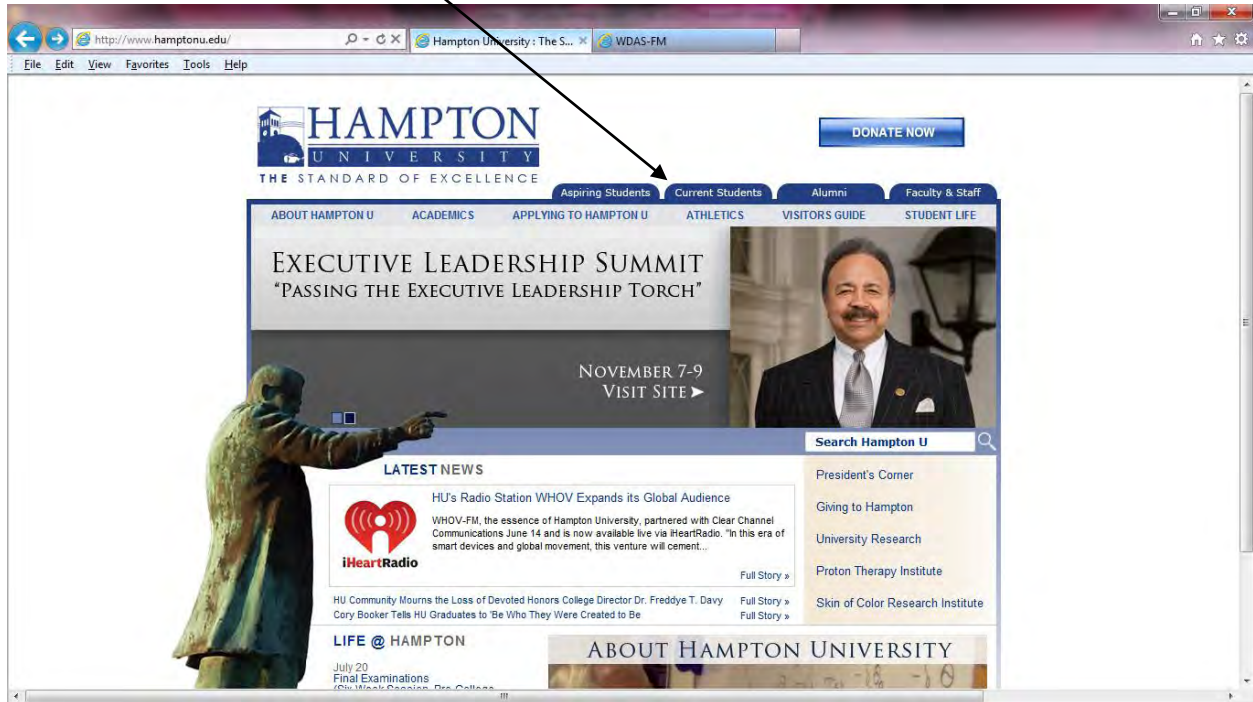 http://www.hamptonu.edu/
Hampton University : The S...
WDAS-FM
File Edit View Favorites Tools Help
HAMPTON
UNIVERSITY
THE STANDARD OF EXCELLENCE
DONATE NOW
Aspiring Students Current Students Alumni Faculty & Staff
ABOUT HAMPTON U ACADEMICS APPLYING TO HAMPTON U ATHLETICS VISITORS GUIDE STUDENT LIFE
EXECUTIVE LEADERSHIP SUMMIT
"PASSING THE EXECUTIVE LEADERSHIP TORCH"
NOVEMBER 7-9
VISIT SITE ➤
Search Hampton U
LATEST NEWS
HU's Radio Station WHOV Expands its Global Audience
WHOV-FM, the essence of Hampton University, partnered with Clear Channel
Communications June 14 and is now available live via iHeartRadio. "In this era of
smart devices and global movement, this venture will cement...
iHeartRadio
Full Story »
HU Community Mourns the Loss of Devoted Honors College Director Dr. Freddye T. Davy Full Story »
Cory Booker Tells HU Graduates to 'Be Who They Were Created to Be Full Story »
President's Corner
Giving to Hampton
University Research
Proton Therapy Institute
Skin of Color Research Institute
LIFE @ HAMPTON
July 20
Final Examinations
(Six Week Session, Pre-College
ABOUT HAMPTON UNIVERSITY